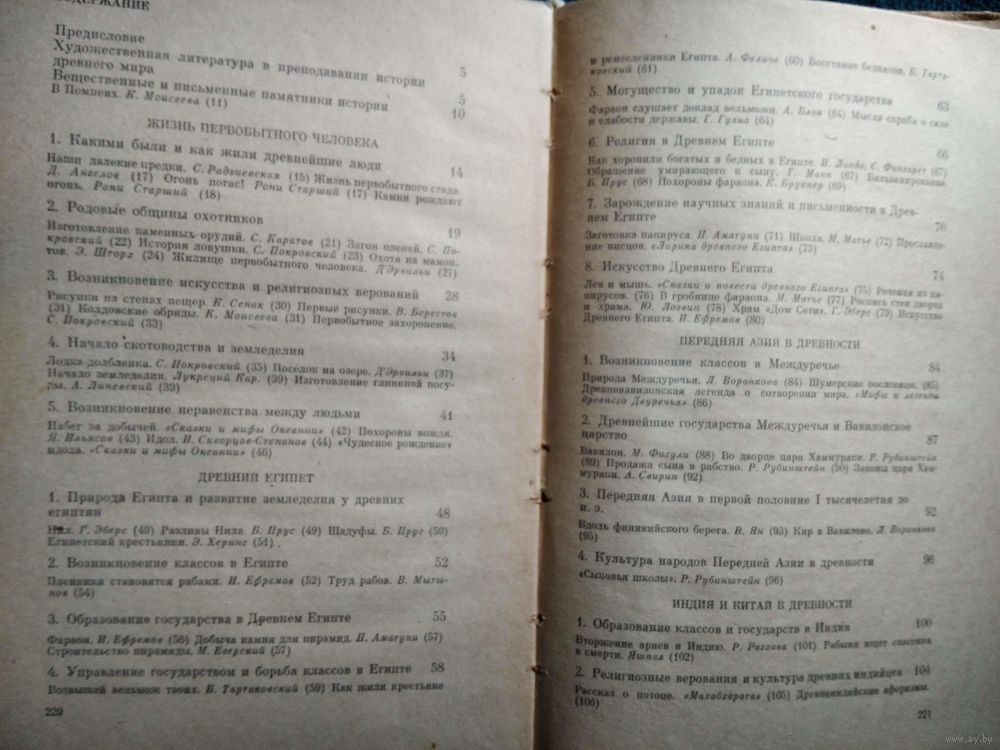 СОДЕРЖАНИЕ
Предисловие
Художественная литература в преподавании истории 5
древнего мира 5
Вещественные и письменные памятники истории 10
В Помпеях. К. Моисеева (11)
ЖИЗНЬ ПЕРВОБЫТНОГО ЧЕЛОВЕКА
1. Какими были и как жили древнейшие люди 14
Наши далекие предки. С. Радзиевская (15) Жизнь первобытного стада.
Д. Ангелов (17) Огонь погас! Рони Старший (17) Камни рождают
огонь. Рони Старший (18)
2. Родовые общины охотников 19
Изготовление каменных орудий. С. Каратов (21) Загон оленей. С. По-
кровский (22) История ловушки. С. Покровский (23) Охота на мамон-
тов. Э. Шторх (24) Жилище первобытного человека. Д'Эрвильи (27)
3. Возникновение искусства и религиозных верований 28
Рисунки на стенах пещер. К. Сепак (30) Первые рисунки. В. Берестов
(31) Колдовские обряды. К. Моисеева (31) Первобытное захоронение.
С. Покровский (33)
4. Начало скотоводства и земледелия 34
Лодка-долбленка. С. Покровский (35) Поселок на озере. Д'Эрвильи (37)
Начало земледелия. Лукреций Кар. (39) Изготовление глиняной посу-
ды. А. Линевский (39)
5. Возникновение неравенства между людьми 41
Набег за добычей. «Сказки и мифы Океании» (42) Похороны вождя.
Я. Ильясов (43) Идол. И. Скворцов-Степанов (44) «Чудесное рождение»
идола. «Сказки и мифы Океании» (46)
ДРЕВНИЙ ЕГИПЕТ
1. Природа Египта и развитие земледелия у древних
египтян 48
Нил. Г. Эберс (49) Разливы Нила. Б. Прус (49) Шадуфы. Б. Прус (50)
Египетский крестьянин. Э. Херинг (51) .
2. Возникновение классов в Египте 52
Пленники становятся рабами. И. Ефремов (52) Труд рабов. В. Мыгы-
пов (54)
3. Образование государства в Древнем Египте 55
Фараон. И. Ефремов (56) Добыча камня для пирамид. П. Аматуни (57)
Строительство пирамиды. М. Езерский (57)
4. Управление государством и борьба классов в Египте 58
Возвышей вельмож твоих. Б. Тартаковский (59) Как жили крестьяне
220
и ремесленники Египта. А. Феличе (60) Восстание бедняков. Б. Тарта-
ковский (61)
5. Могущество и упадок Египетского государства 63
Фараон слушает доклад вельможи. А. Блок (64) Мысли скриба о силе
и слабости державы. Г. Гулиа (64)
6. Религия в Древнем Египте 66
Как хоронили богатых и бедных в Египте. Н. Ланда, С. Фингарет (67)
Обращение умирающего к сыну. Т. Манн (67) Бальзамирование.
Б. Прус (68) Похороны фараона. К. Брукнер (69)
7. Зарождение научных знаний и письменности в Древ-
нем Египте 70
Заготовка папируса. П. Аматуни (71) Школа. М. Матье (72) Прославле-
ние писцов. «Лирика древнего Египта» (73)
8. Искусство Древнего Египта 74
Лев и мышь. «Сказки и повести древнего Египта» (75) Речения из па-
пирусов. (76) В гробнице фараона. М. Матье (77) Роспись стен дворца
и храма. Ю. Логвин (78) Храм «Дом Сети». Г. Эберс (79) Искусство
Древнего Египта. И. Ефремов (80)
ПЕРЕДНЯЯ АЗИЯ В ДРЕВНОСТИ
1. Возникновение классов в Междуречье 84
Природа Междуречья. Л. Воронкова (84) Шумерские пословицы. (85)
Древневавилонская легенда о сотворении мира. «Мифы и легенды
древнего Двуречья» (86)
2. Древнейшие государства Междуречья и Вавилонское
царство 87
Вавилон. М. Фигули (88) Во дворце царя Хаммурапи. Р. Рубинштейн
(89) Продажа сына в рабство. Р. Рубинштейн (90) Законы царя Хам-
мурапи. А. Свирин (92)
3. Передняя Азия в первой половине I тысячелетия до
н. э. 92
Вдоль финикийского берега. В. Ян (93) Кир в Вавилоне. Л. Воронкова
(95)
4. Культура народов Передней Азии в древности 96
«Сыновья школы». Р. Рубинштейн (96)
ИНДИЯ И КИТАЙ В ДРЕВНОСТИ
1. Образование классов и государств в Индии 100
Вторжение ариев в Индию. Р. Рагхава (101) Рабыня ищет спасения
в смерти. Яшпал (102)
2. Религиозные верования и культура древних индийцев 104
Рассказ о потопе. «Махабхарата» (105) Древнеиндийские афоризмы.
(106)
221
www.ay.by